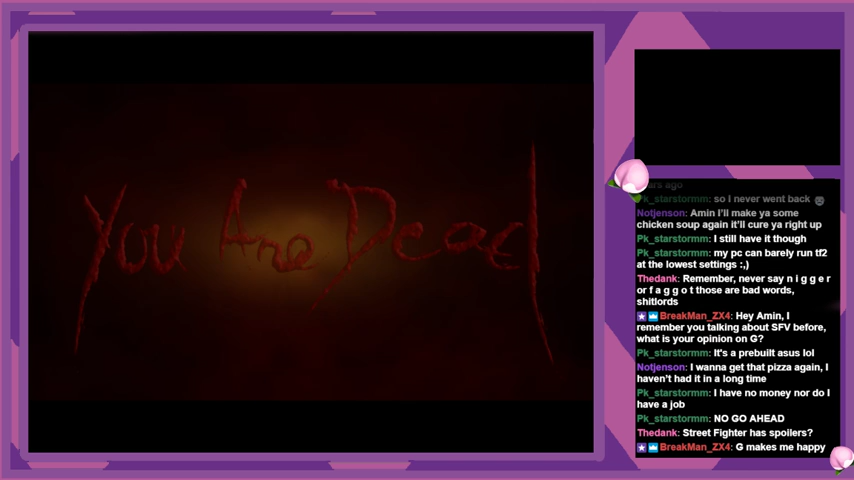 You Are Dead
ars ago
Pk_starstormm: so I never went back
Notjenson: Amin I'll make ya some
chicken soup again it'll cure ya right up
Pk_starstormm: I still have it though
Pk_starstormm: my pc can barely run tf2
at the lowest settings :,)
Thedank: Remember, never say n i g g e r
or f a g g o t those are bad words,
shitlords
BreakMan_ZX4: Hey Amin, I
remember you talking about SFV before,
what is your opinion on G?
Pk_starstormm: It's a prebuilt asus lol
Notjenson: I wanna get that pizza again, I
haven't had it in a long time
Pk_starstormm: I have no money nor do I
have a job
Pk_starstormm: NO GO AHEAD
Thedank: Street Fighter has spoilers?
BreakMan_ZX4: G makes me happy